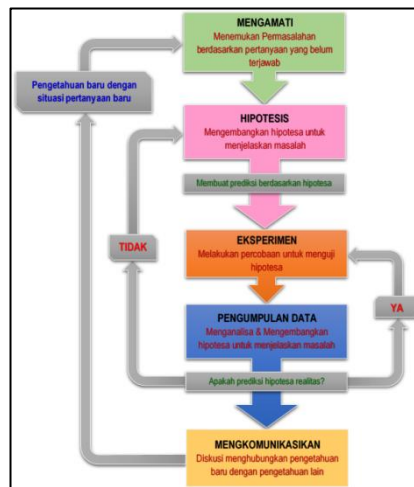 MENGAMATI
Menemukan Permasalahan
berdasarkan pertanyaan yang belum
terjawab
Pengetahuan baru dengan
situasi pertanyaan baru
HIPOTESIS
Mengembangkan hipotesa untuk
menjelaskan masalah
Membuat prediksi berdasarkan hipotesa
EKSPERIMEN
Melakukan percobaan untuk menguji
hipotesa
TIDAK
YA
PENGUMPULAN DATA
Menganalisa & Mengembangkan
hipotesa untuk menjelaskan masalah
Apakah prediksi hipotesa realitas?
MENGKOMUNIKASIKAN
Diskusi menghubungkan pengetahuan
baru dengan pengetahuan lain